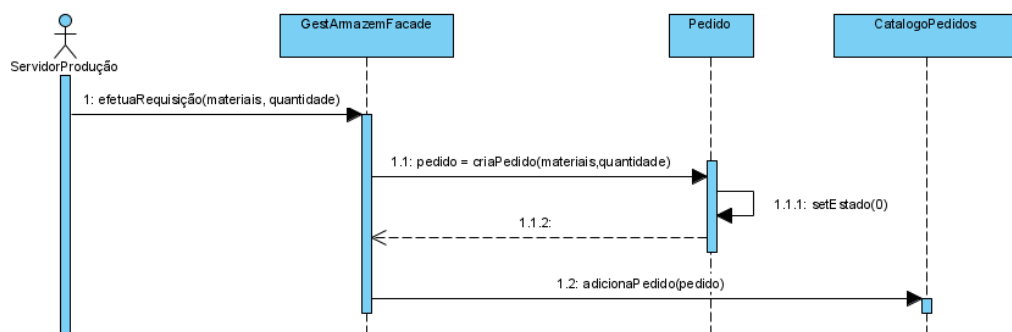 GestArmazemFacade
Pedido
CatalogoPedidos
ServidorProdução
1: efetuaRequisição(materiais, quantidade)
1.1: pedido = criaPedido(materiais,quantidade)
1.1.1: setEstado(0)
1.1.2:
1.2: adicionaPedido(pedido)